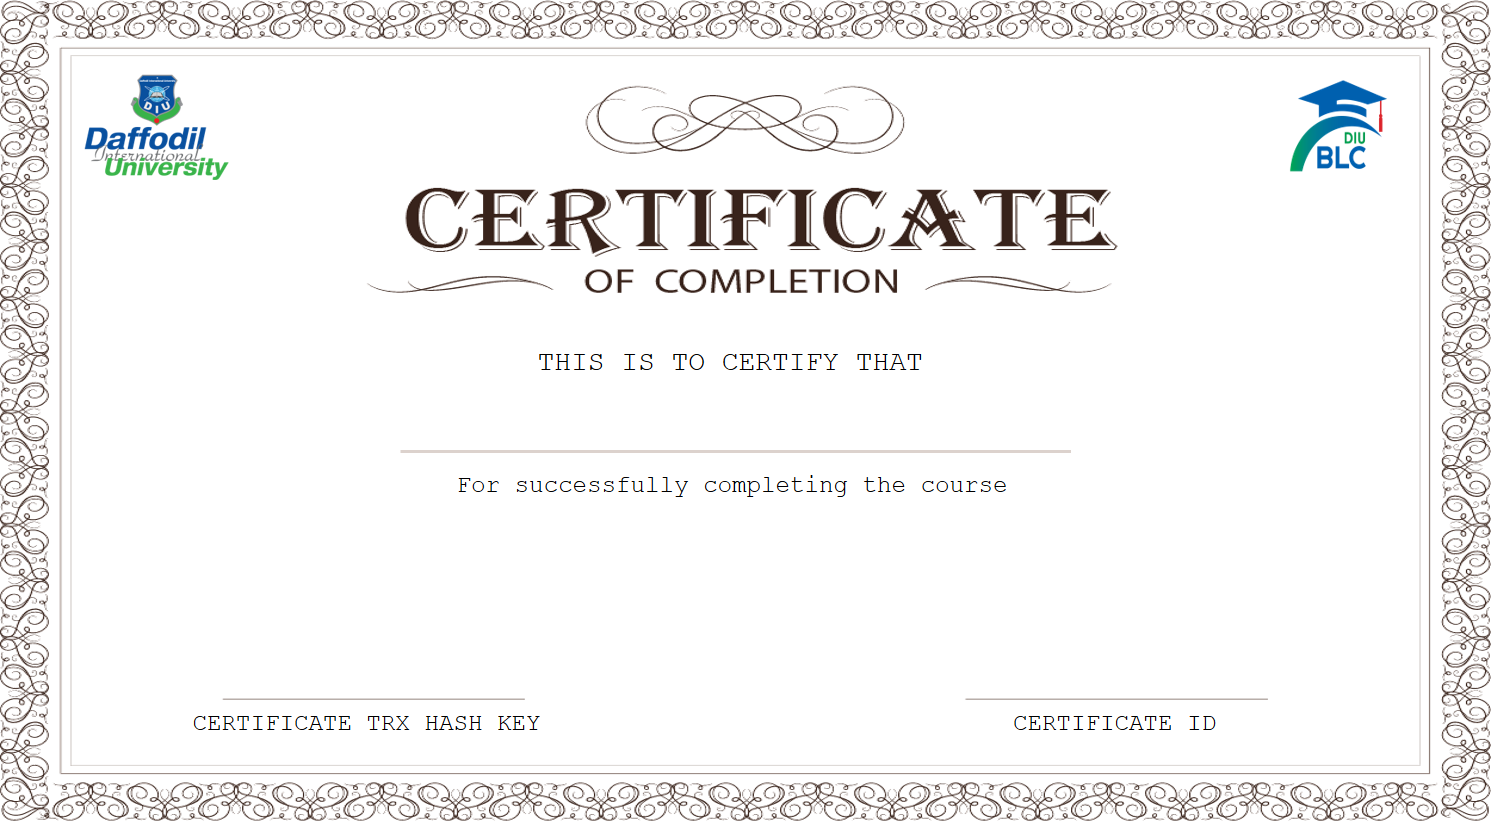 DIU
Daffodil
International
University
DIU
BLC
CERTIFICATE
OF COMPLETION
THIS IS TO CERTIFY THAT
For successfully completing the course
CERTIFICATE TRX HASH KEY
CERTIFICATE ID